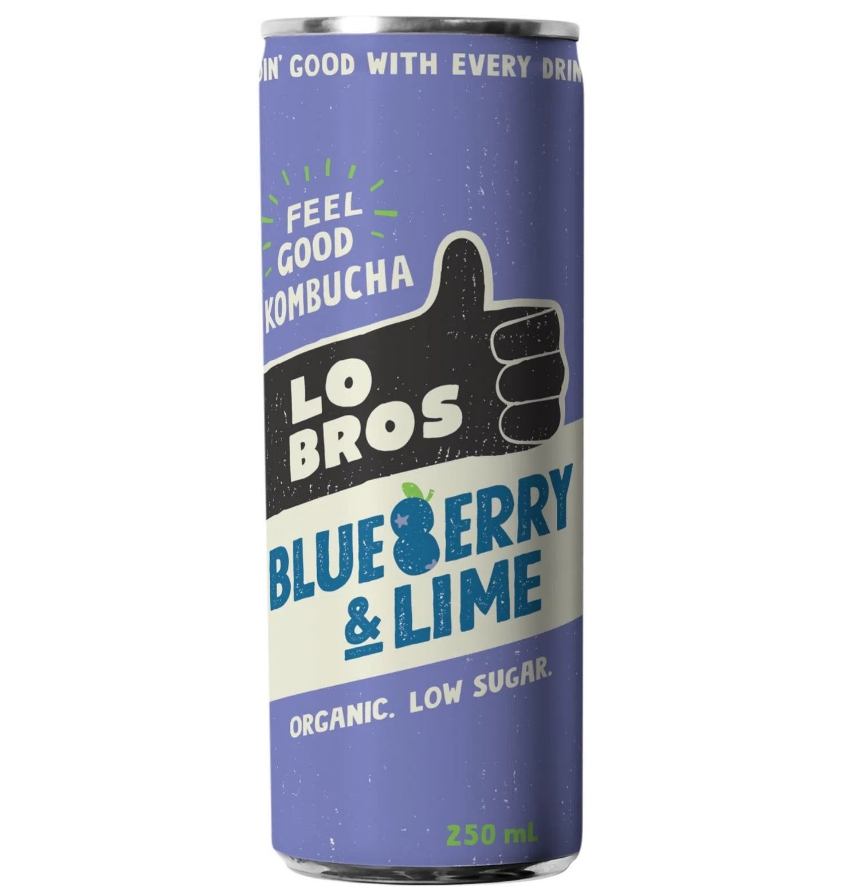 GOOD WITH EVERY
FEEL
GOOD
KOMBUCHA
LO
BROS
BLUEBERRY
& LIME
ORGANIC. LOW SUGAR.
250 mL